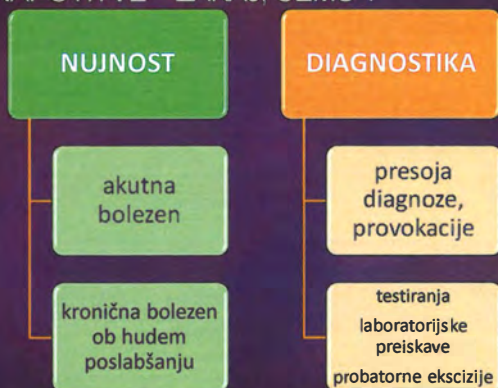 NUJNOST
akutna
bolezen
kronična bolezen
ob hudem
poslabšanju
DIAGNOSTIKA
presoja
diagnoze,
provokacije
testiranja
laboratorijske
preiskave
probatorne ekscizije